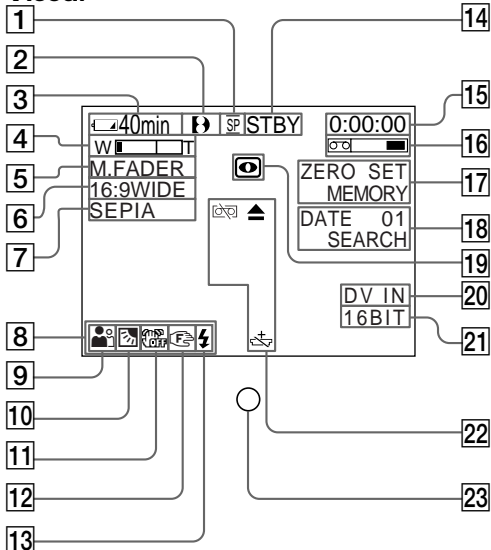 Viseur
1
14
2
3
15
40min SP STBY 0:00:00
4
W T
16
5
M.FADER
ZERO SET
17
6
16:9WIDE
MEMORY
7
SEPIA
DATE 01
18
SEARCH
19
DV IN
20
16BIT
21
8
OFF F
9
10
22
11
12
23
13